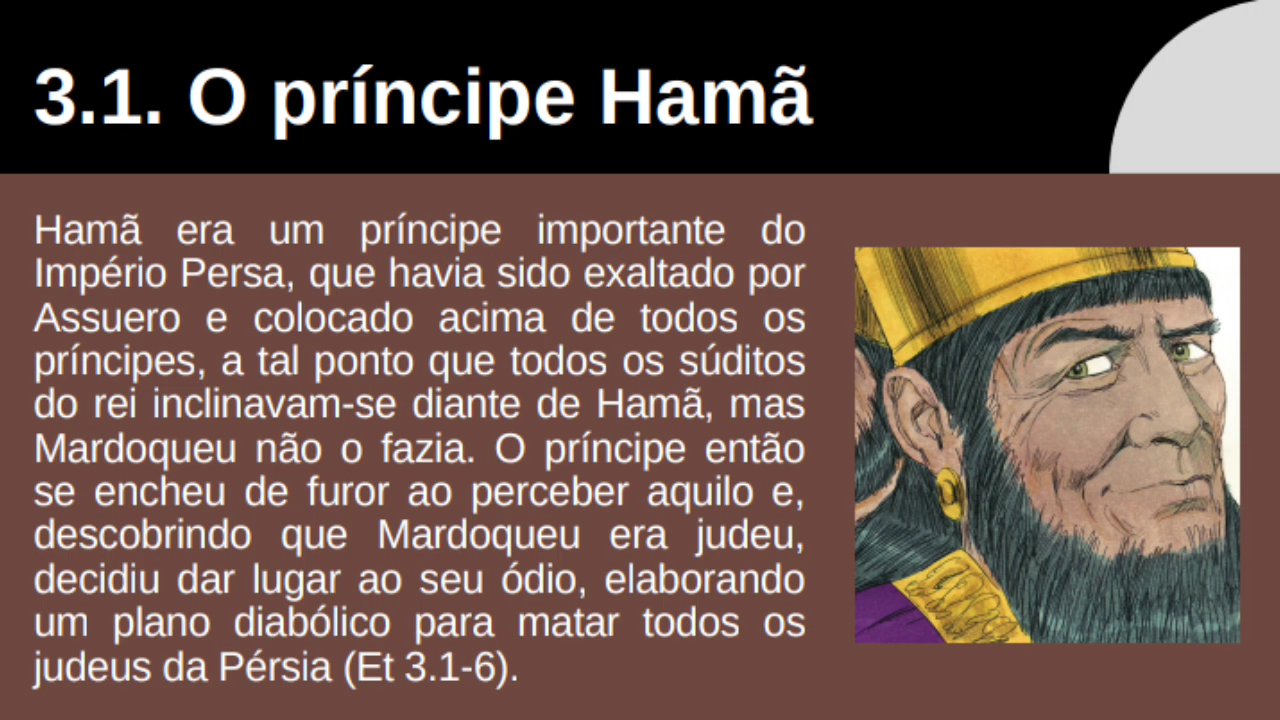 3.1. O príncipe Hamã
Hamã era um príncipe importante do
Império Persa, que havia sido exaltado por
Assuero e colocado acima de todos os
príncipes, a tal ponto que todos os súditos
do rei inclinavam-se diante de Hamã, mas
Mardoqueu não o fazia. O príncipe então
se encheu de furor ao perceber aquilo e,
descobrindo que Mardoqueu era judeu,
decidiu dar lugar ao seu ódio, elaborando
um plano diabólico para matar todos os
judeus da Pérsia (Et 3.1-6).